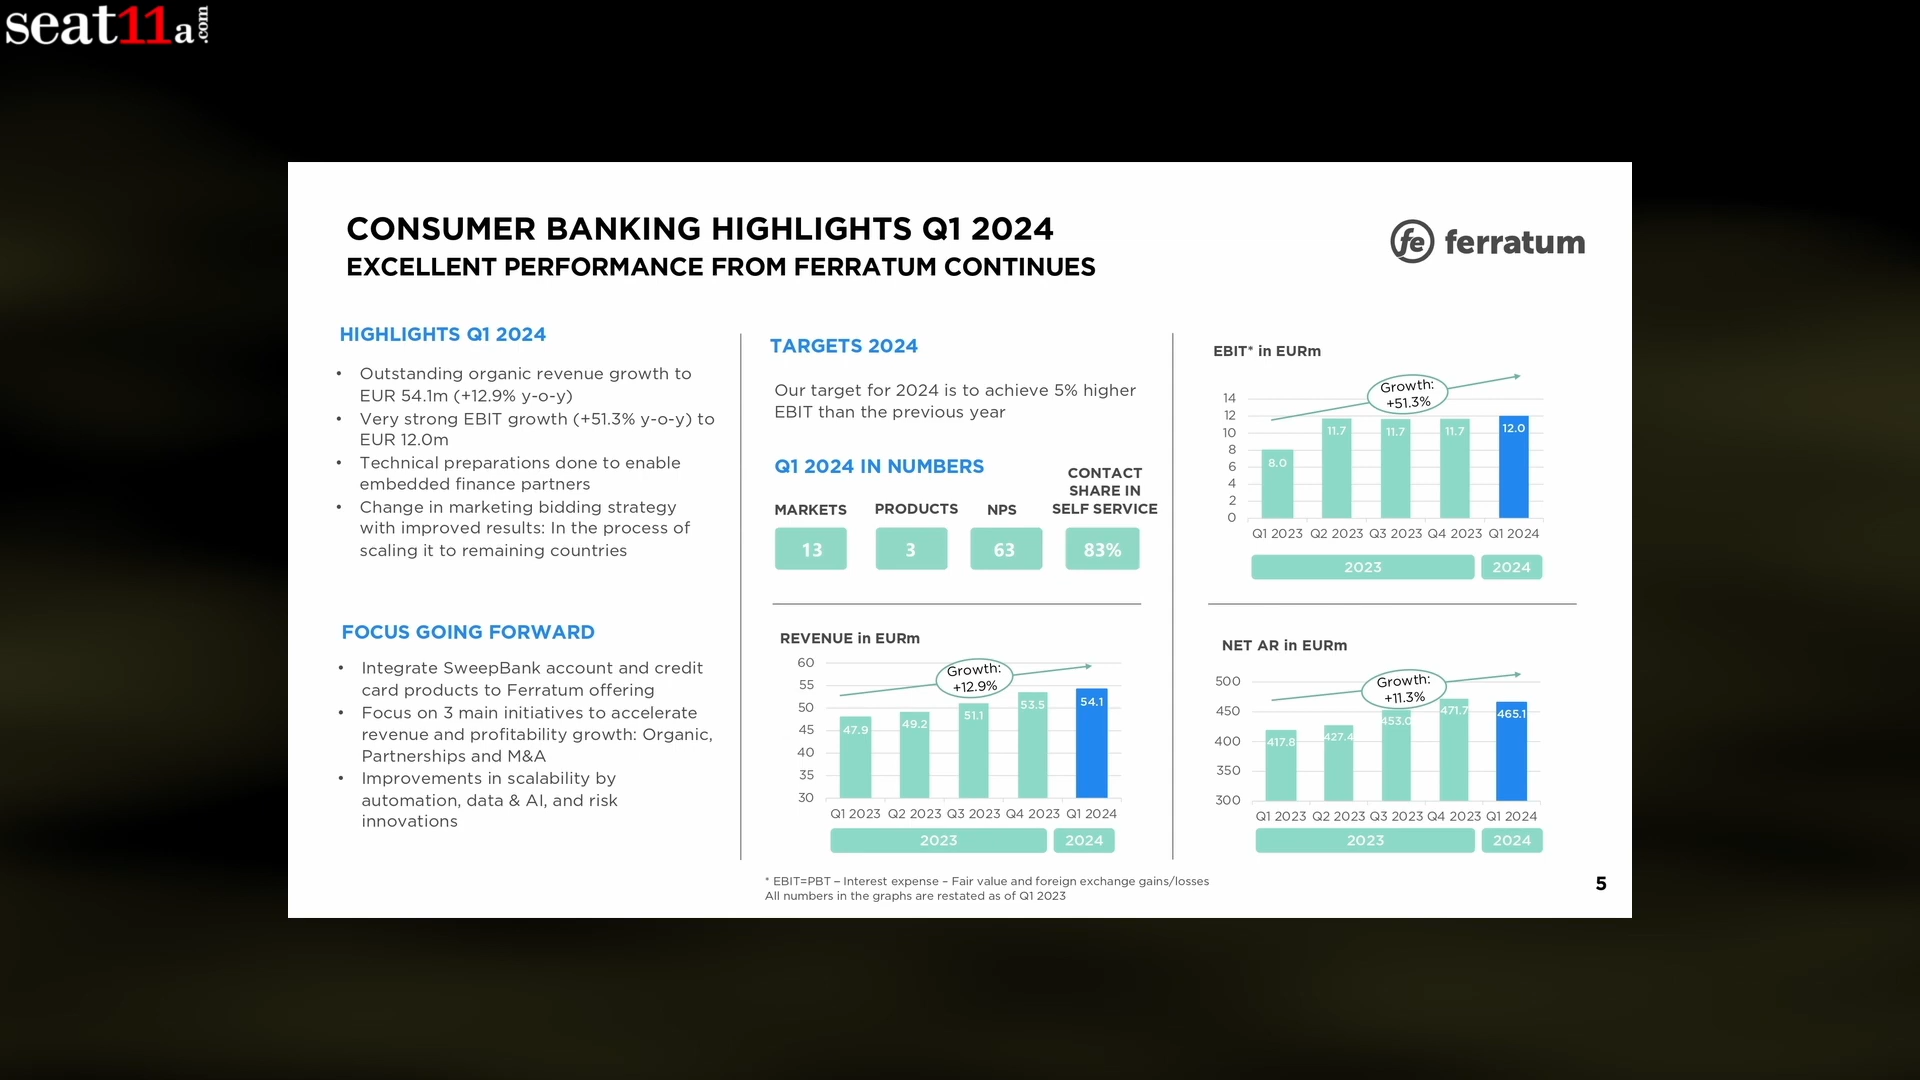 seat11a.com
CONSUMER BANKING HIGHLIGHTS Q1 2024
EXCELLENT PERFORMANCE FROM FERRATUM CONTINUES
fe ferratum
HIGHLIGHTS Q1 2024
• Outstanding organic revenue growth to
EUR 54.1m (+12.9% y-o-y)
• Very strong EBIT growth (+51.3% y-o-y) to
EUR 12.0m
• Technical preparations done to enable
embedded finance partners
• Change in marketing bidding strategy
with improved results: In the process of
scaling it to remaining countries
FOCUS GOING FORWARD
• Integrate SweepBank account and credit
card products to Ferratum offering
• Focus on 3 main initiatives to accelerate
revenue and profitability growth: Organic,
Partnerships and M&A
• Improvements in scalability by
automation, data & AI, and risk
innovations
TARGETS 2024
Our target for 2024 is to achieve 5% higher
EBIT than the previous year
Q1 2024 IN NUMBERS
MARKETS
13
PRODUCTS
3
NPS
63
CONTACT
SHARE IN
SELF SERVICE
83%
REVENUE in EURm
Growth:
+12.9%
60
55
50
45
40
35
30
47.9
49.2
51.1
53.5
54.1
Q1 2023 Q2 2023 Q3 2023 Q4 2023 Q1 2024
2023 2024
EBIT* in EURm
Growth:
+51.3%
14
12
10
8
6
4
2
0
8.0
11.7
11.7
11.7
12.0
Q1 2023 Q2 2023 Q3 2023 Q4 2023 Q1 2024
2023 2024
NET AR in EURm
Growth:
+11.3%
500
450
400
350
300
417.8
427.4
453.0
471.7
465.1
Q1 2023 Q2 2023 Q3 2023 Q4 2023 Q1 2024
2023 2024
* EBIT=PBT – Interest expense – Fair value and foreign exchange gains/losses
All numbers in the graphs are restated as of Q1 2023
5